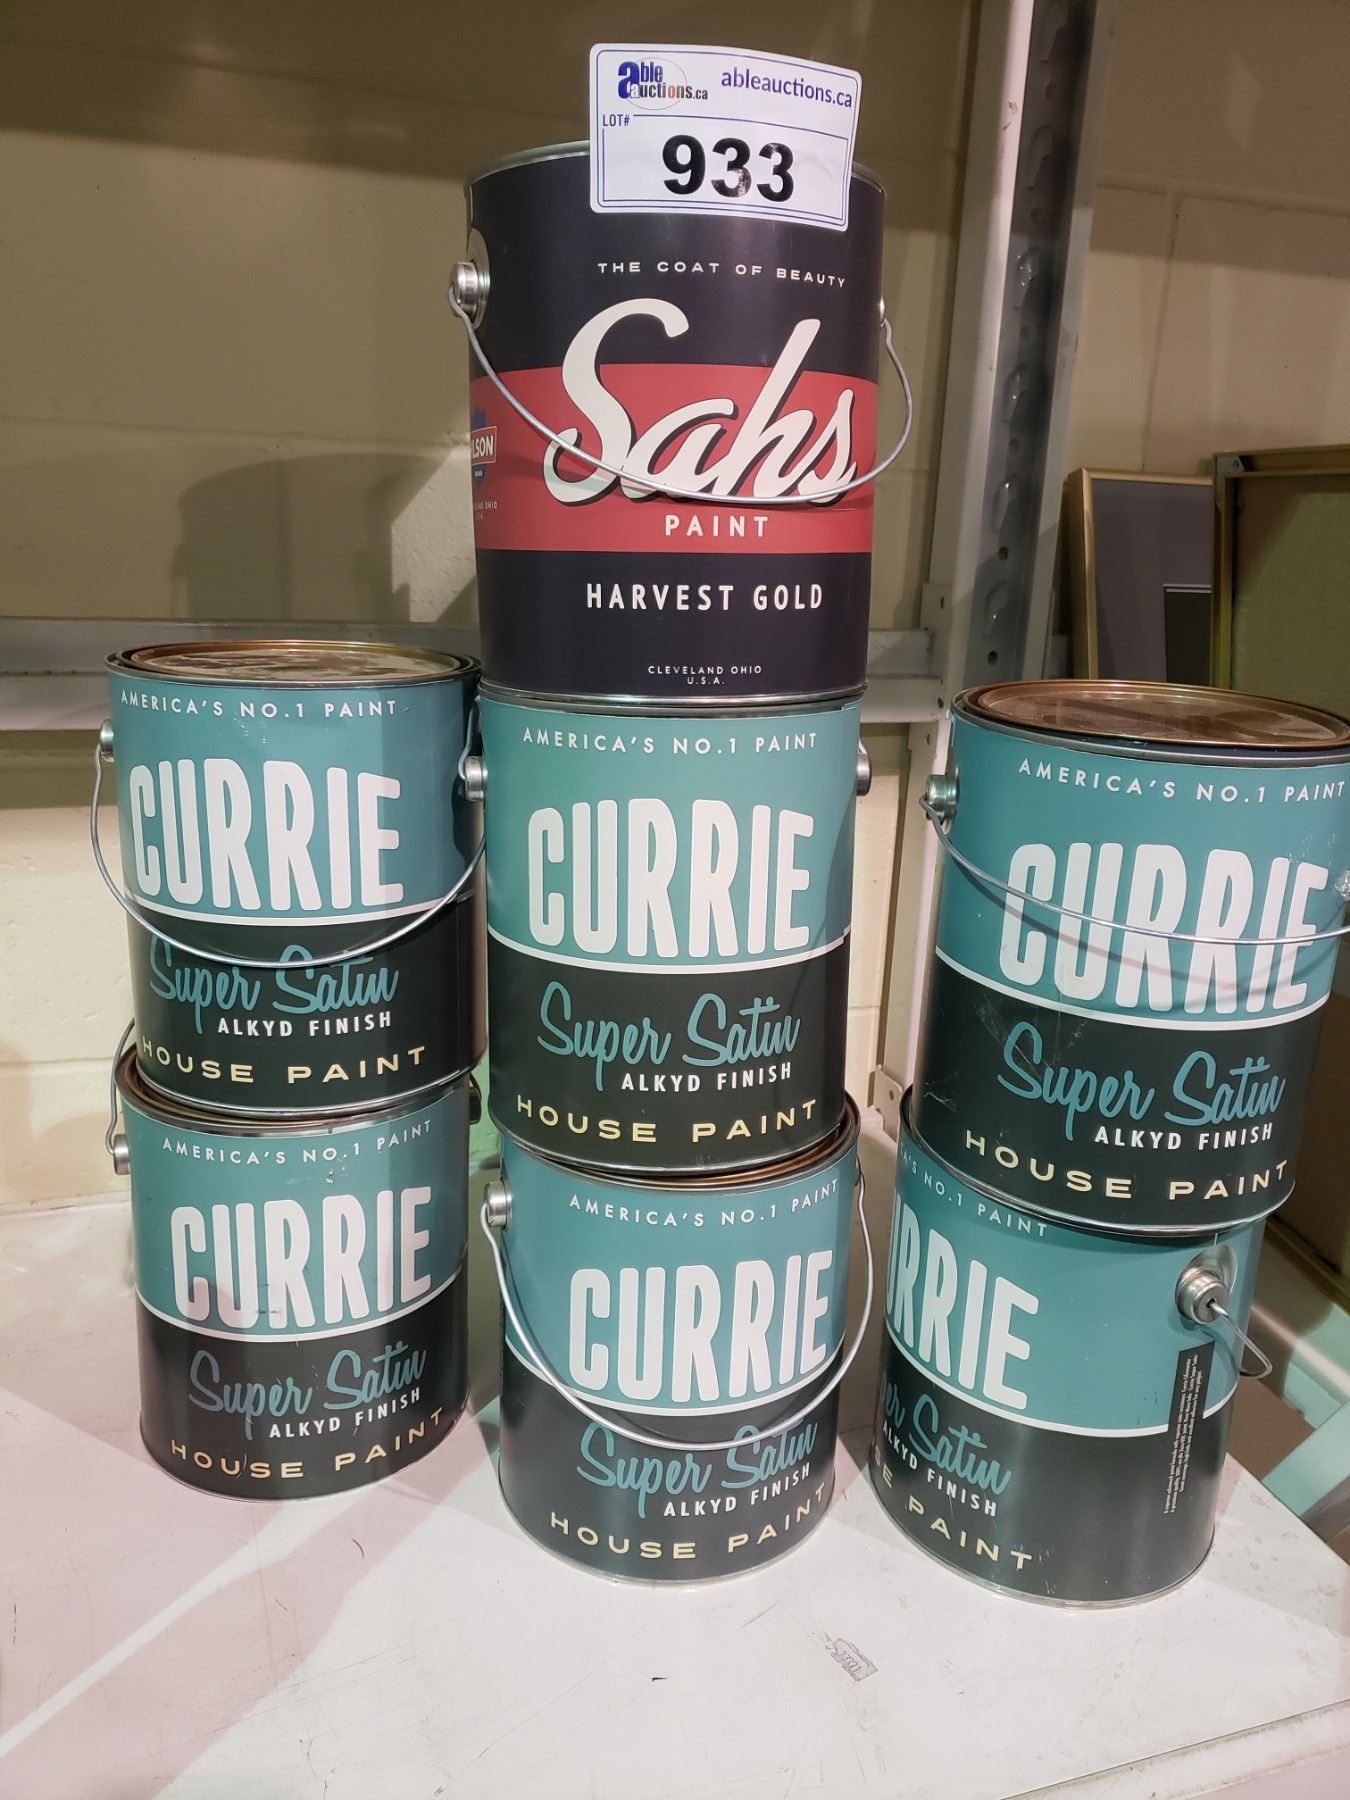 able auctions.ca
ableauctions.ca
LOT#
933
THE COAT OF BEAUTY
Sahs
PAINT
HARVEST GOLD
CLEVELAND OHIO
U.S.A.
LSON
AMERICA'S NO.1 PAINT
CURRIE
Super Satin
ALKYD FINISH
HOUSE PAINT
AMERICA'S NO.1 PAINT
CURRIE
Super Satin
ALKYD FINISH
HOUSE PAINT
AMERICA'S NO.1 PAINT
CURRIE
Super Satin
ALKYD FINISH
HOUSE PAINT
AMERICA'S NO.1 PAINT
CURRIE
Super Satin
ALKYD FINISH
HOUSE PAINT
AMERICA'S NO.1 PAINT
CURRIE
Super Satin
ALKYD FINISH
HOUSE PAINT
A'S NO.1 PAINT
URRIE
er Satin
ALKYD FINISH
SE PAINT